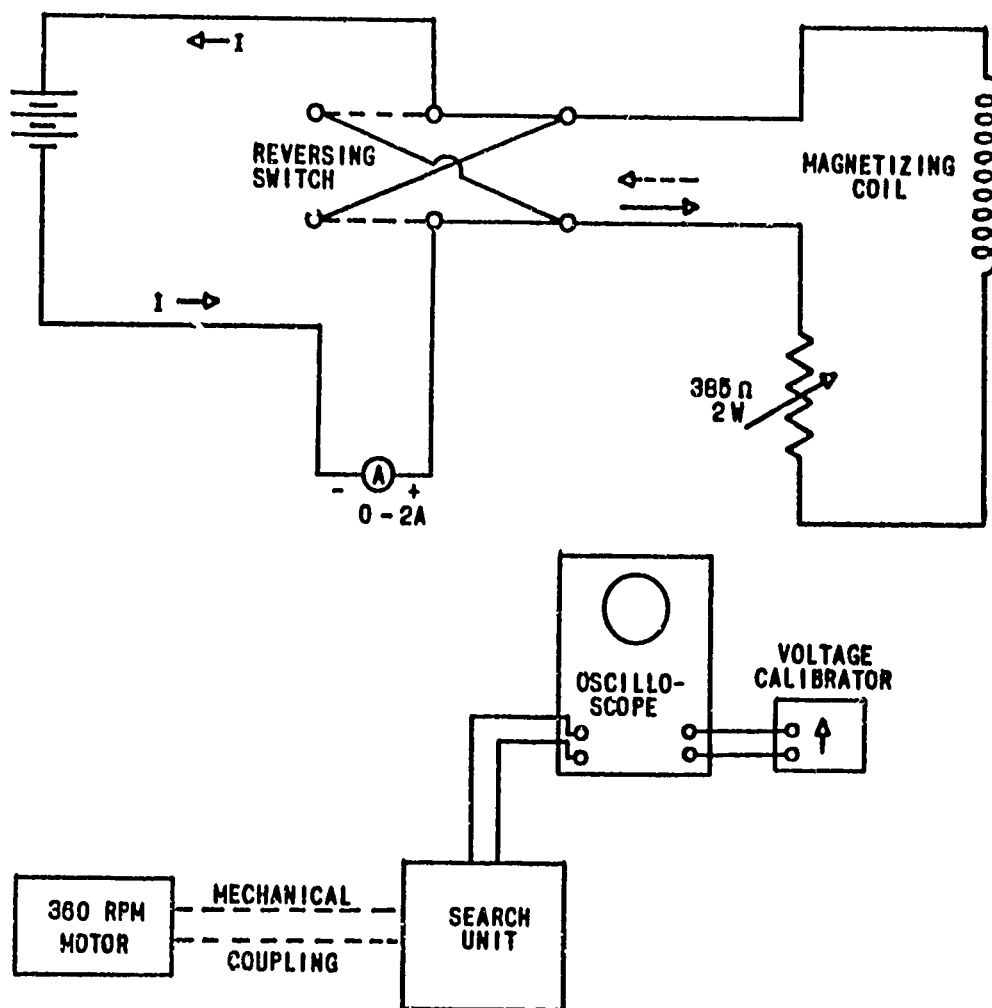 I
REVERSING
SWITCH
MAGNETIZING
COIL
I
385 Ω
2 W
A
- +
0 - 2A
OSCILLO-
SCOPE
VOLTAGE
CALIBRATOR
360 RPM
MOTOR
MECHANICAL
COUPLING
SEARCH
UNIT